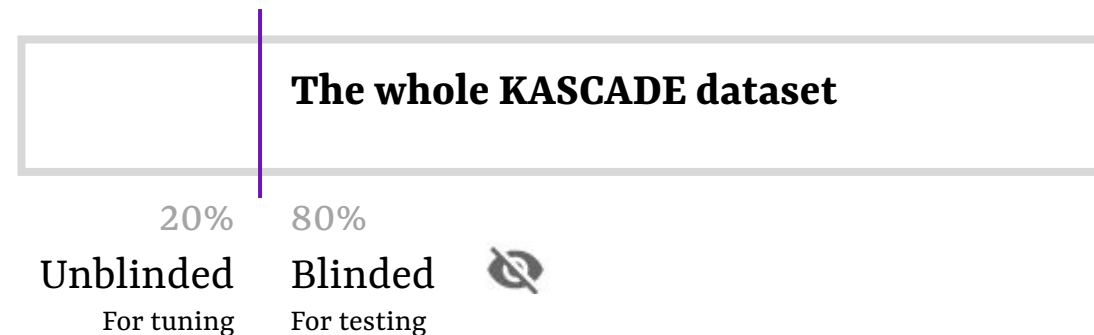 The whole KASCADE dataset
20% 80%
Unblinded Blinded
For tuning For testing